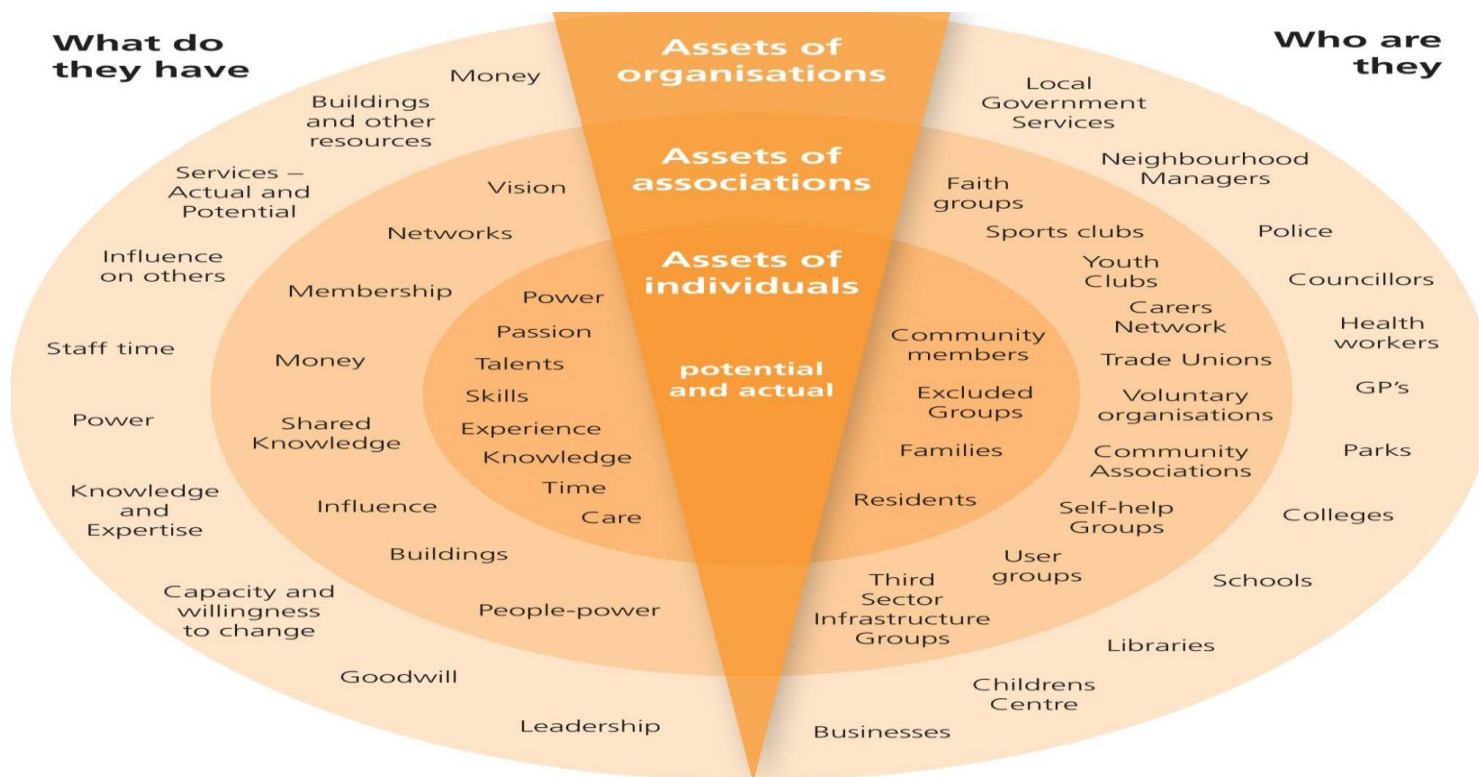 What do
they have
Money
Buildings
and other
resources
Services –
Actual and
Potential
Influence
on others
Staff time
Power
Knowledge
and
Expertise
Capacity and
willingness
to change
Goodwill
Leadership
Vision
Networks
Membership
Money
Shared
Knowledge
Influence
Buildings
People-power
Power
Passion
Talents
Skills
Experience
Knowledge
Time
Care
Assets of
organisations
Assets of
associations
Assets of
individuals
potential
and actual
Who are
they
Community
members
Excluded
Groups
Families
Residents
Faith
groups
Sports clubs
Youth
Clubs
Carers
Network
Trade Unions
Voluntary
organisations
Community
Associations
Self-help
Groups
User
groups
Third
Sector
Infrastructure
Groups
Local
Government
Services
Neighbourhood
Managers
Police
Councillors
Health
workers
GP's
Parks
Colleges
Schools
Libraries
Childrens
Centre
Businesses